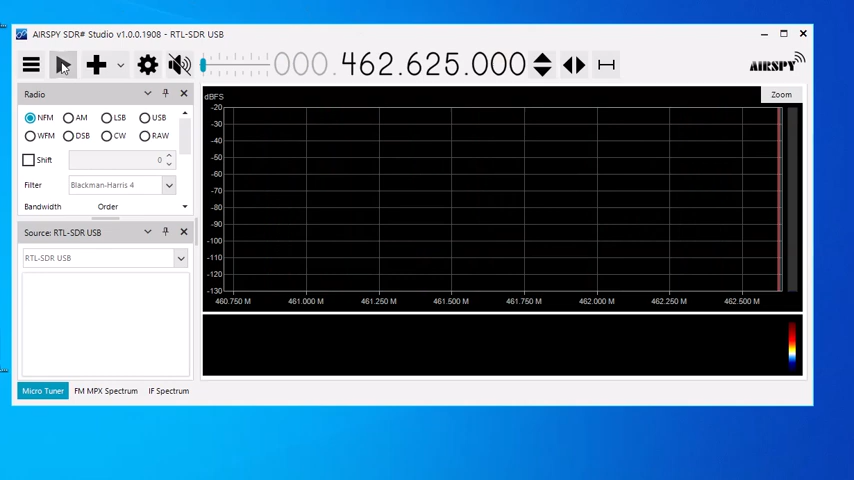 AIRSPY SDR# Studio v1.0.0.1908 - RTL-SDR USB
000.462.625.000
AIRSPY
Radio
NFM AM LSB USB
WFM DSB CW RAW
Shift 0
Filter Blackman-Harris 4
Bandwidth Order
Source: RTL-SDR USB
RTL-SDR USB
Micro Tuner FM MPX Spectrum IF Spectrum
dBFS
Zoom
-20
-30
-40
-50
-60
-70
-80
-90
-100
-110
-120
-130
460.750 M 461.000 M 461.250 M 461.500 M 461.750 M 462.000 M 462.250 M 462.500 M